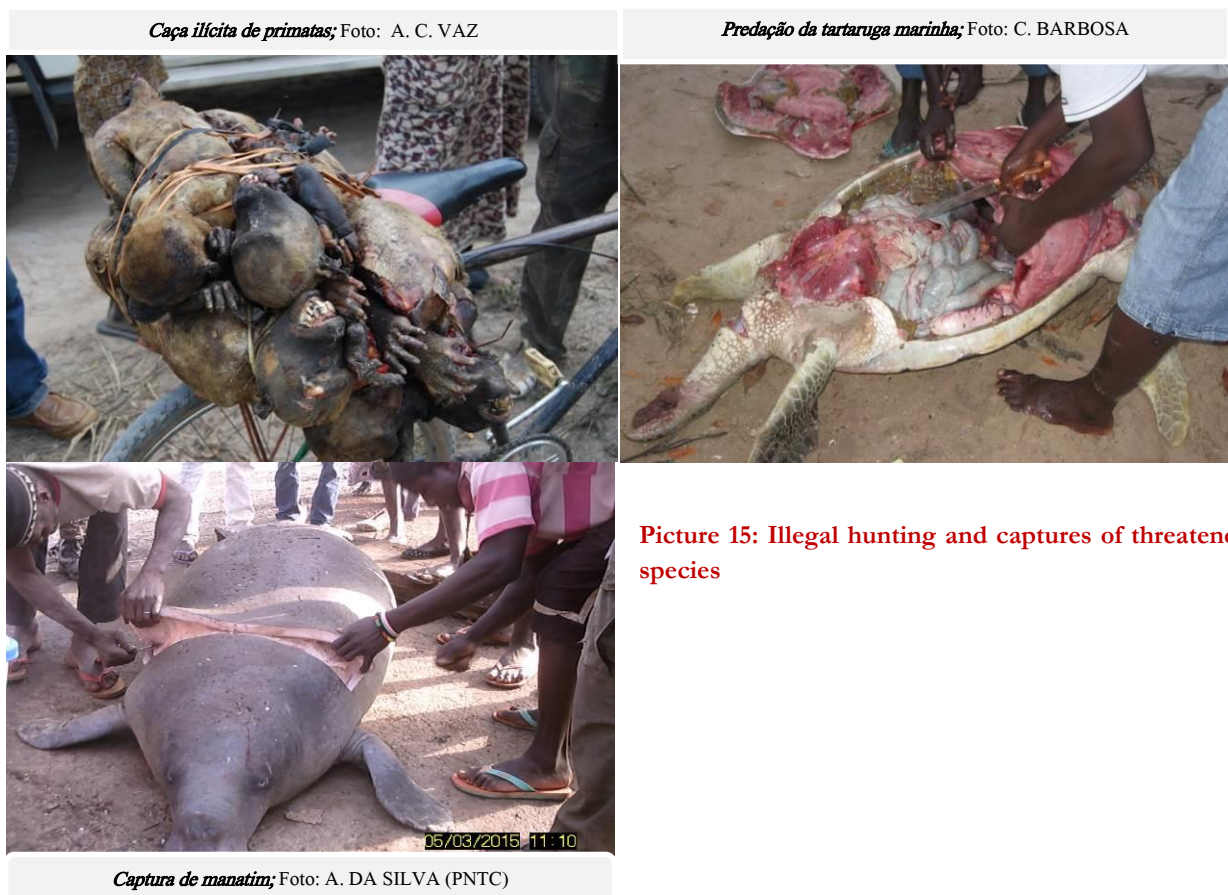 Caça ilícita de primatas; Foto: A. C. VAZ
Predação da tartaruga marinha; Foto: C. BARBOSA
Picture 15: Illegal hunting and captures of threatene
species
05/03/2015 11:10
Captura de manatim; Foto: A. DA SILVA (PNTC)